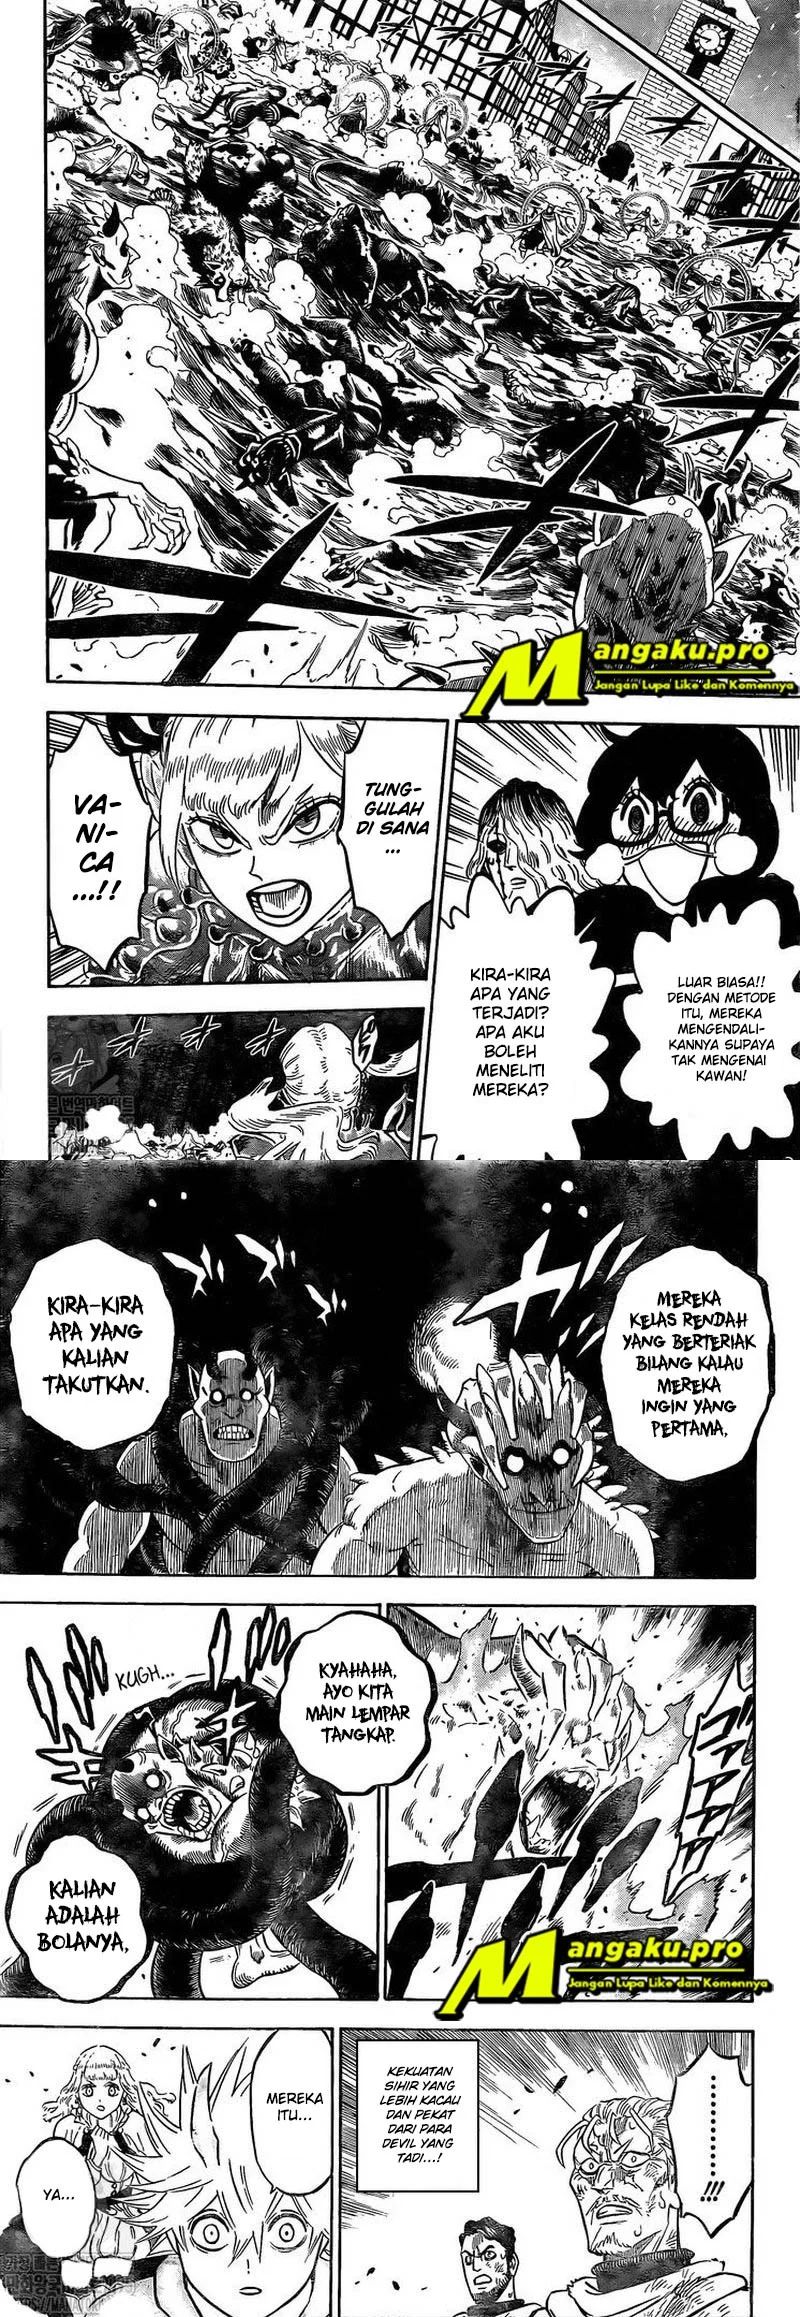 Mangaku.pro
Jangan Lupa Like dan Komennya
LUAR BIASA!!
DENGAN METODE
ITU, MEREKA
MENGENDALI-
KANNYA SUPAYA
TAK MENGENAI
KAWAN!
KIRA-KIRA
APA YANG
TERJADI?
APA AKU
BOLEH
MENELITI
MEREKA?
TUNG-
GULAH
DI SANA
...
VA-
NI-
CA
...!!
MEREKA
KELAS RENDAH
YANG BERTERIAK
BILANG KALAU
MEREKA
INGIN YANG
PERTAMA,
KIRA-KIRA
APA YANG
KALIAN
TAKUTKAN.
KYAHAHA,
AYO KITA
MAIN LEMPAR
TANGKAP.
KUGH...
KALIAN
ADALAH
BOLANYA,
Mangaku.pro
Jangan Lupa Like dan Komennya
.......!!!
KEKUATAN
SIHIR YANG
LEBIH KACAU
DAN PEKAT
DARI PARA
DEVIL YANG
TADI...!
MEREKA
ITU...
YA...